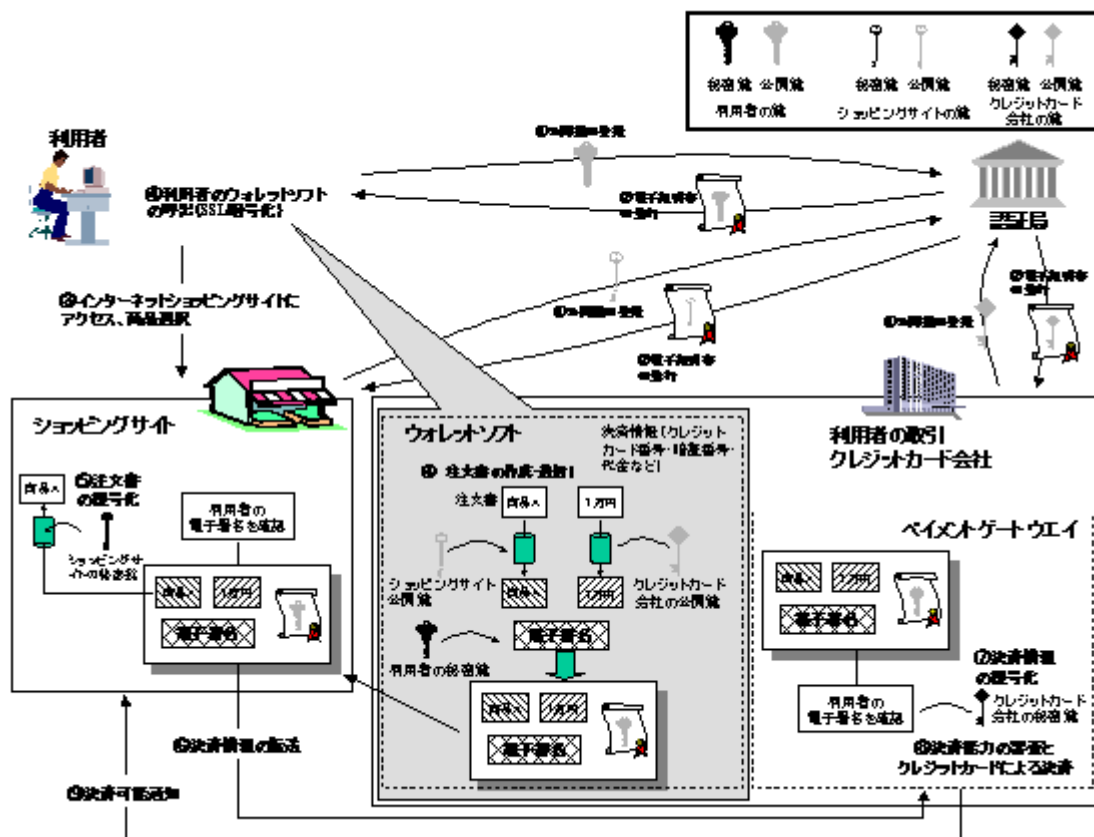 秘密鍵 公開鍵
利用者の鍵
秘密鍵 公開鍵
ショッピングサイトの鍵
秘密鍵 公開鍵
クレジットカード
会社の鍵
利用者
①公開鍵の登録
④利用者のウォレットソフト
の呼出(SSL暗号化)
②電子証明書
の発行
認証局
③インターネットショッピングサイトに
アクセス、商品選択
①公開鍵の登録
②電子証明書
の発行
①公開鍵の登録
②電子証明書
の発行
ショッピングサイト
ウォレットソフト
決済情報(クレジット
カード番号・暗証番号・
代金など)
利用者の取引
クレジットカード会社
商品A
⑤注文書
の復号化
利用者の
電子署名を確認
ショッピングサ
イトの秘密鍵
商品A
1万円
電子署名
④ 注文書の作成・送信
注文書
商品A
1万円
ショッピングサイト
公開鍵
商品A
1万円
クレジットカード
会社の公開鍵
電子署名
利用者の秘密鍵
商品A
1万円
電子署名
ペイメントゲートウエイ
商品A
1万円
電子署名
⑦決済情報
の復号化
利用者の
電子署名を確認
クレジットカード
会社の秘密鍵
⑥決済情報の転送
⑧決済能力の審査と
クレジットカードによる決済
⑨決済可能通知